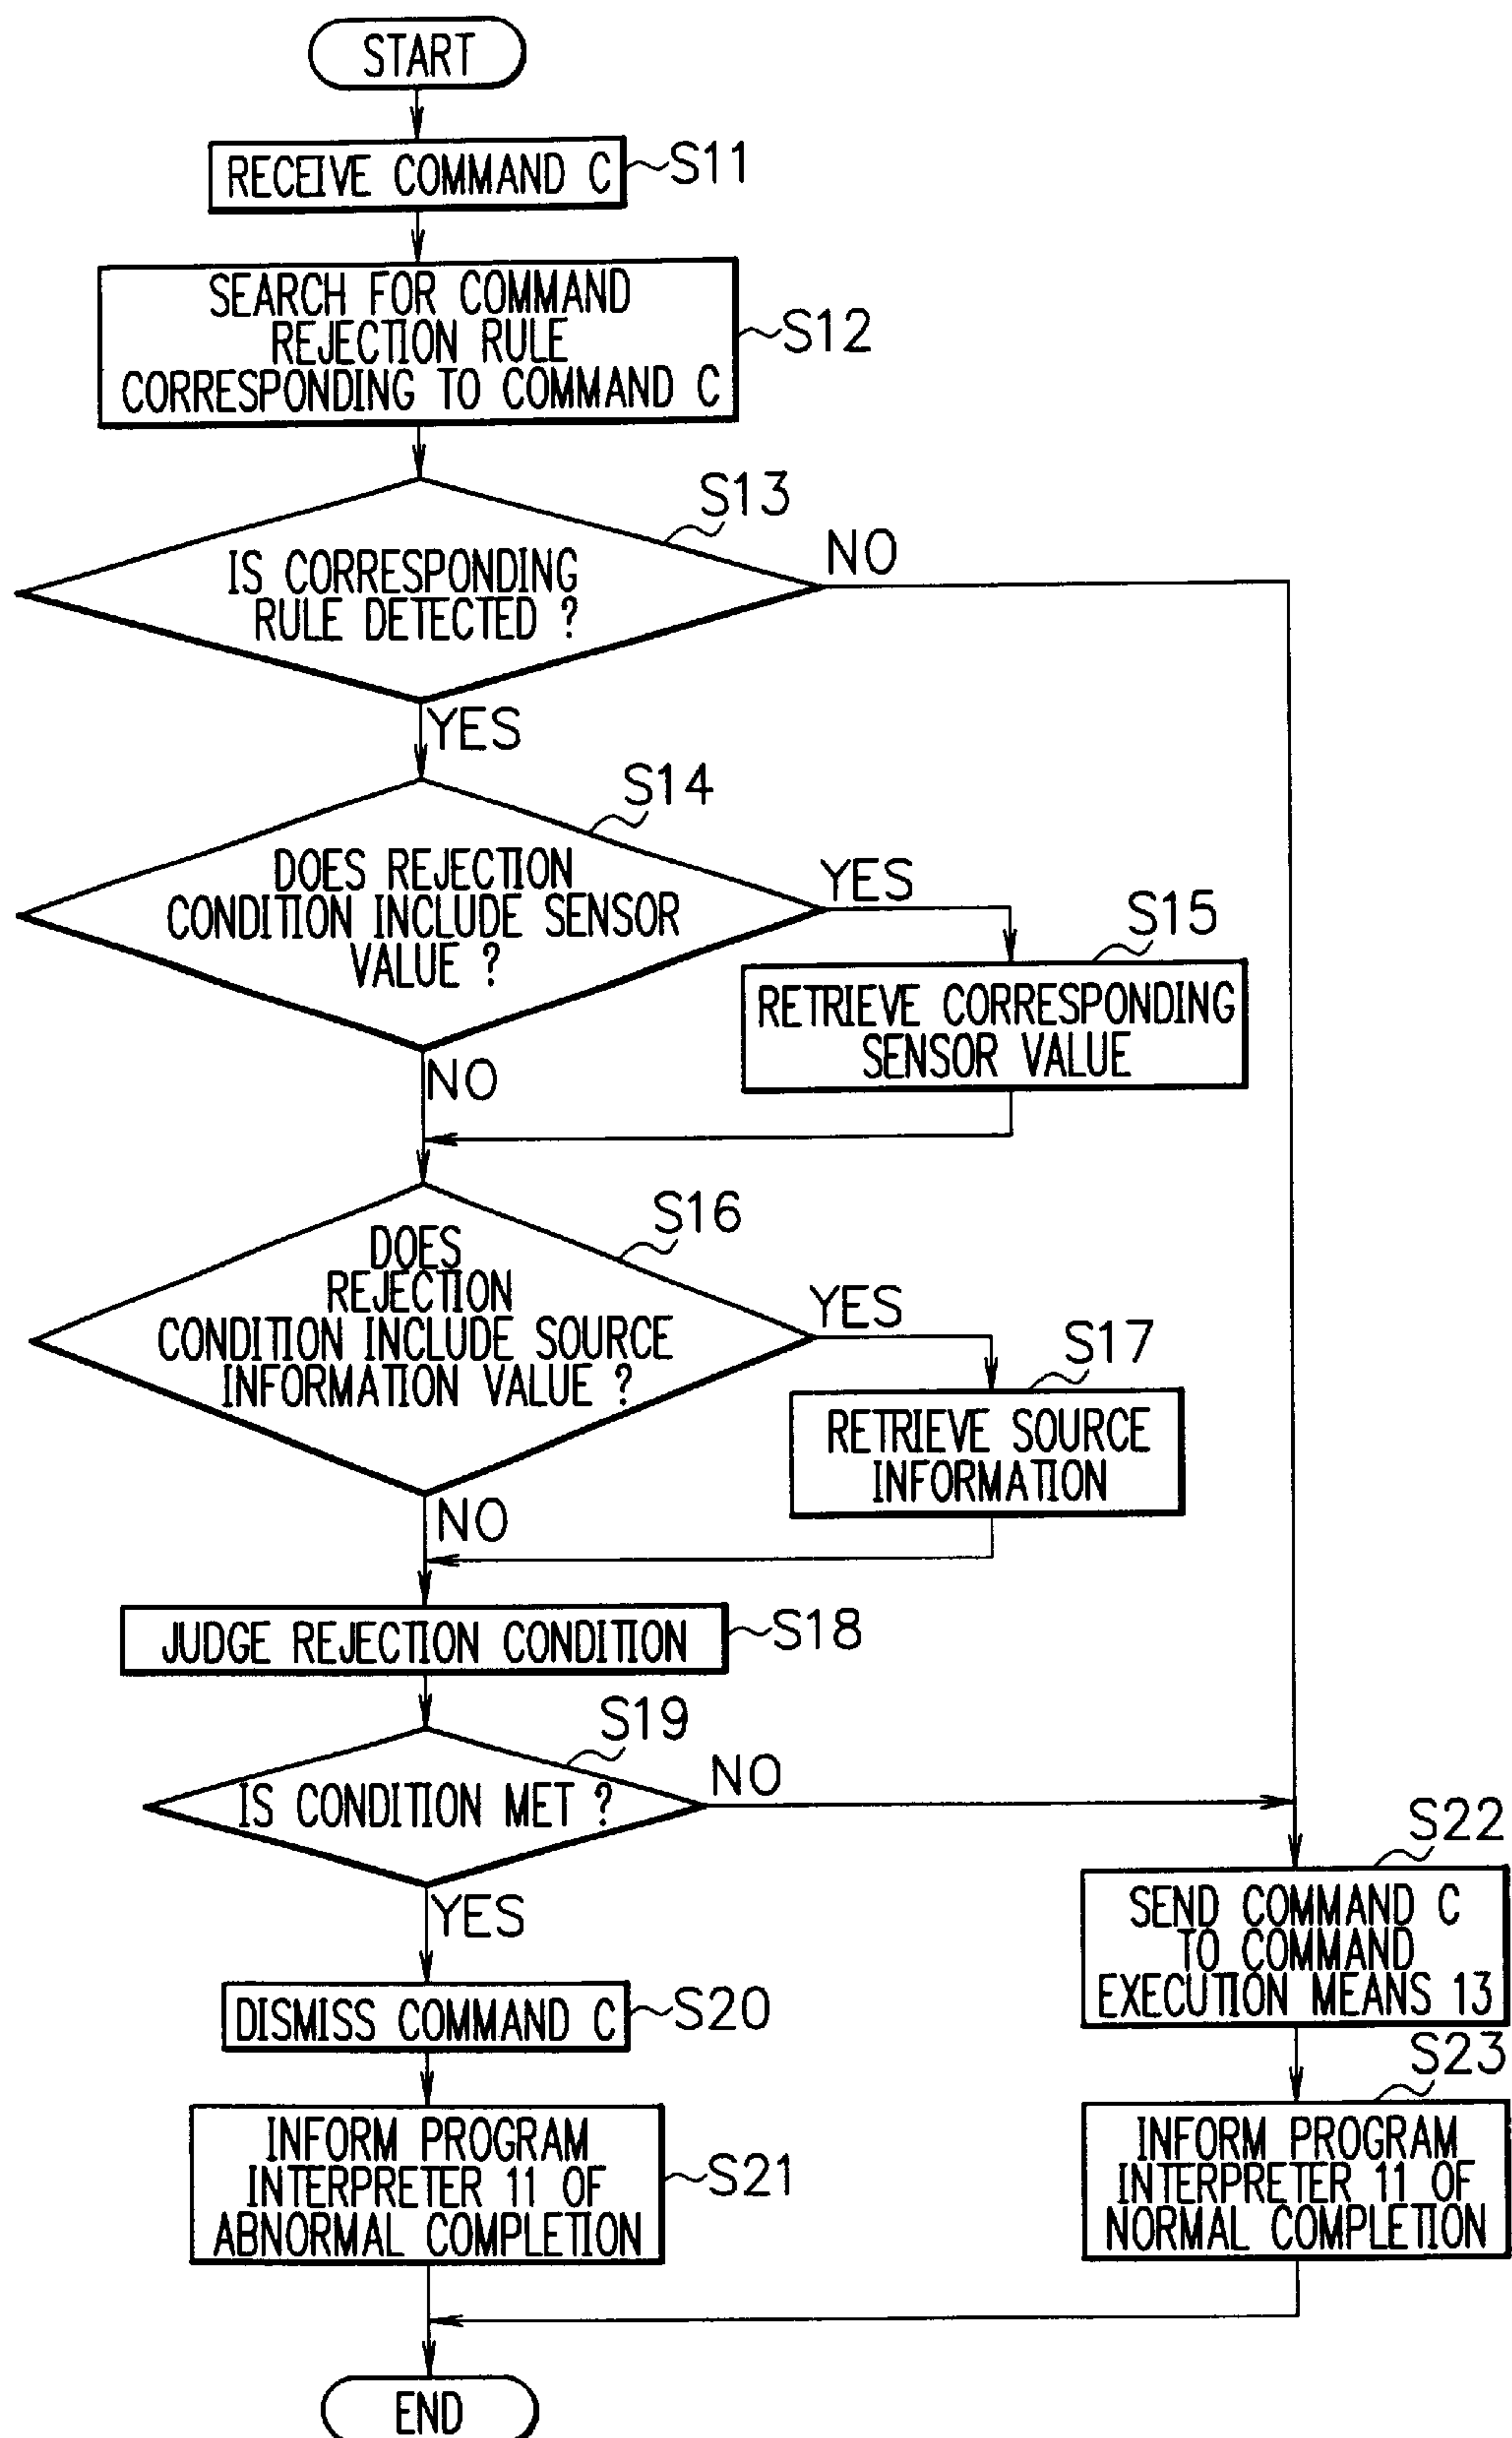 START
RECEIVE COMMAND C
S11
SEARCH FOR COMMAND
REJECTION RULE
CORRESPONDING TO COMMAND C
S12
S13
IS CORRESPONDING
RULE DETECTED ?
NO
YES
S14
DOES REJECTION
CONDITION INCLUDE SENSOR
VALUE ?
YES
S15
RETRIEVE CORRESPONDING
SENSOR VALUE
NO
S16
DOES
REJECTION
CONDITION INCLUDE SOURCE
INFORMATION VALUE ?
YES
S17
RETRIEVE SOURCE
INFORMATION
NO
JUDGE REJECTION CONDITION
S18
S19
IS CONDITION MET ?
NO
YES
S22
SEND COMMAND C
TO COMMAND
EXECUTION MEANS 13
DISMISS COMMAND C
S20
S23
INFORM PROGRAM
INTERPRETER 11 OF
ABNORMAL COMPLETION
S21
INFORM PROGRAM
INTERPRETER 11 OF
NORMAL COMPLETION
END